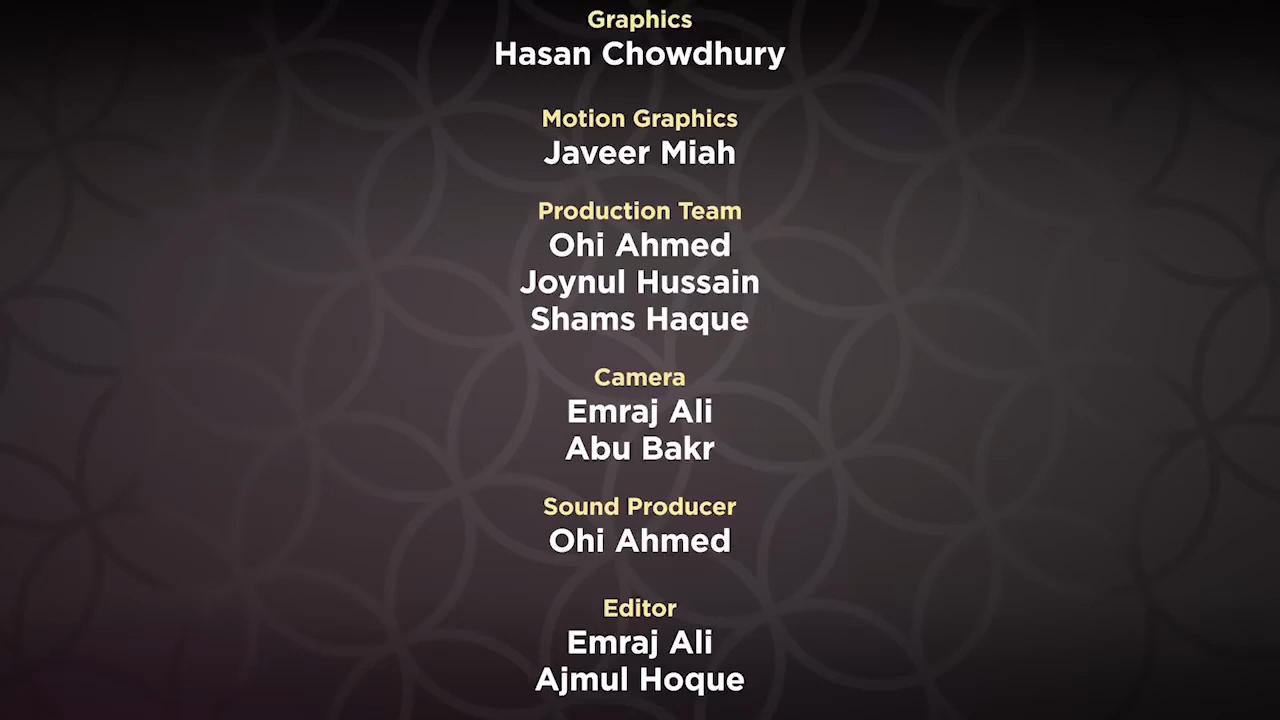 Graphics
Hasan Chowdhury
Motion Graphics
Javeer Miah
Production Team
Ohi Ahmed
Joynul Hussain
Shams Haque
Camera
Emraj Ali
Abu Bakr
Sound Producer
Ohi Ahmed
Editor
Emraj Ali
Ajmul Hoque